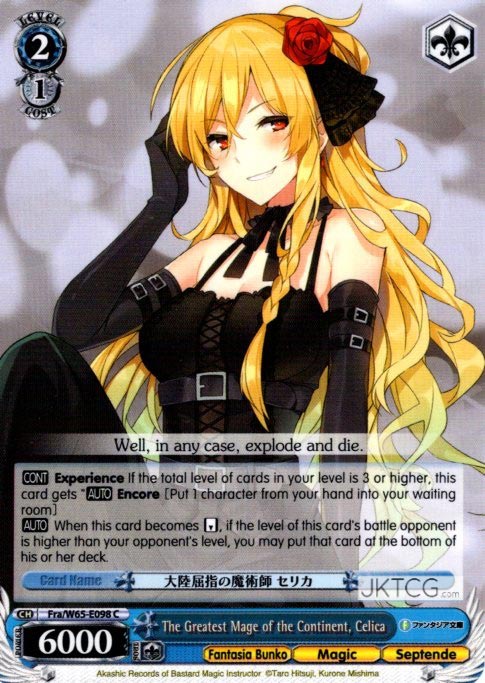 LEVEL
2
1
COST
Well, in any case, explode and die.
CONT Experience If the total level of cards in your level is 3 or higher, this
card gets "AUTO Encore [Put 1 character from your hand into your waiting
room]
AUTO When this card becomes , if the level of this card's battle opponent
is higher than your opponent's level, you may put that card at the bottom of
his or her deck.
Card Name 大陸屈指の魔術師 セリカ
JKTCG.com
CH Fra/W65-E098 C
The Greatest Mage of the Continent, Celica
ファンタジア文庫
POWER 6000 SOUL
Fantasia Bunko Magic Septende
Akashic Records of Bastard Magic Instructor ©Taro Hitsuji, Kurone Mishima